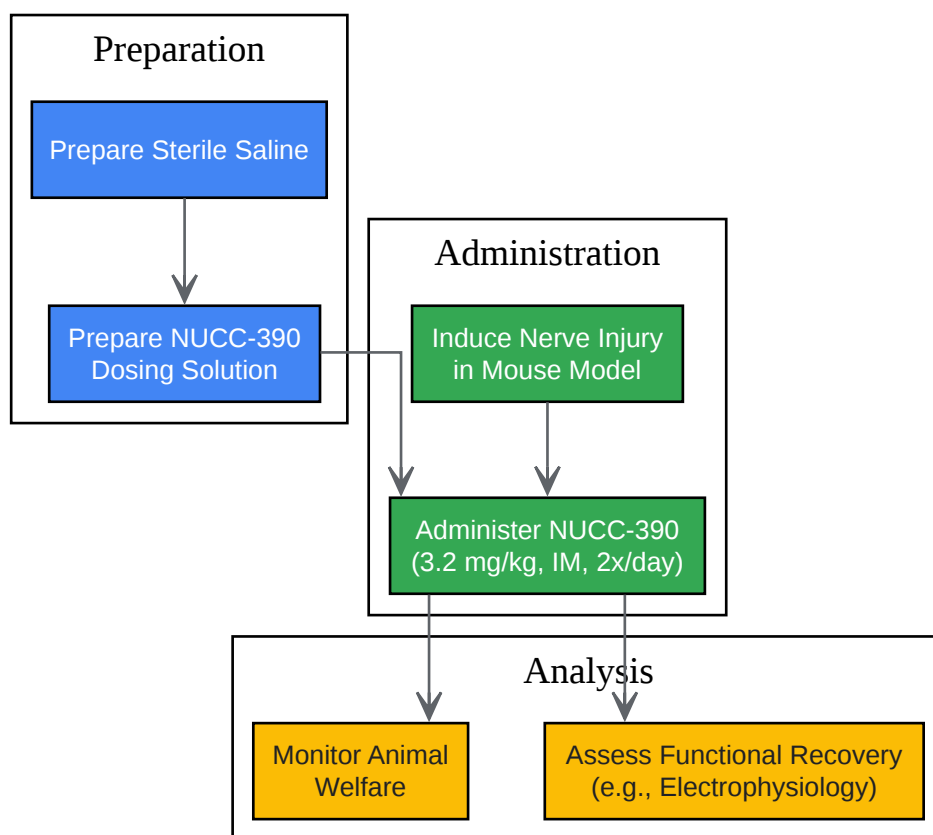 Preparation
Prepare Sterile Saline
Prepare NUCC-390
Dosing Solution
Administration
Induce Nerve Injury
in Mouse Model
Administer NUCC-390
(3.2 mg/kg, IM, 2x/day)
Analysis
Monitor Animal
Welfare
Assess Functional Recovery
(e.g., Electrophysiology)